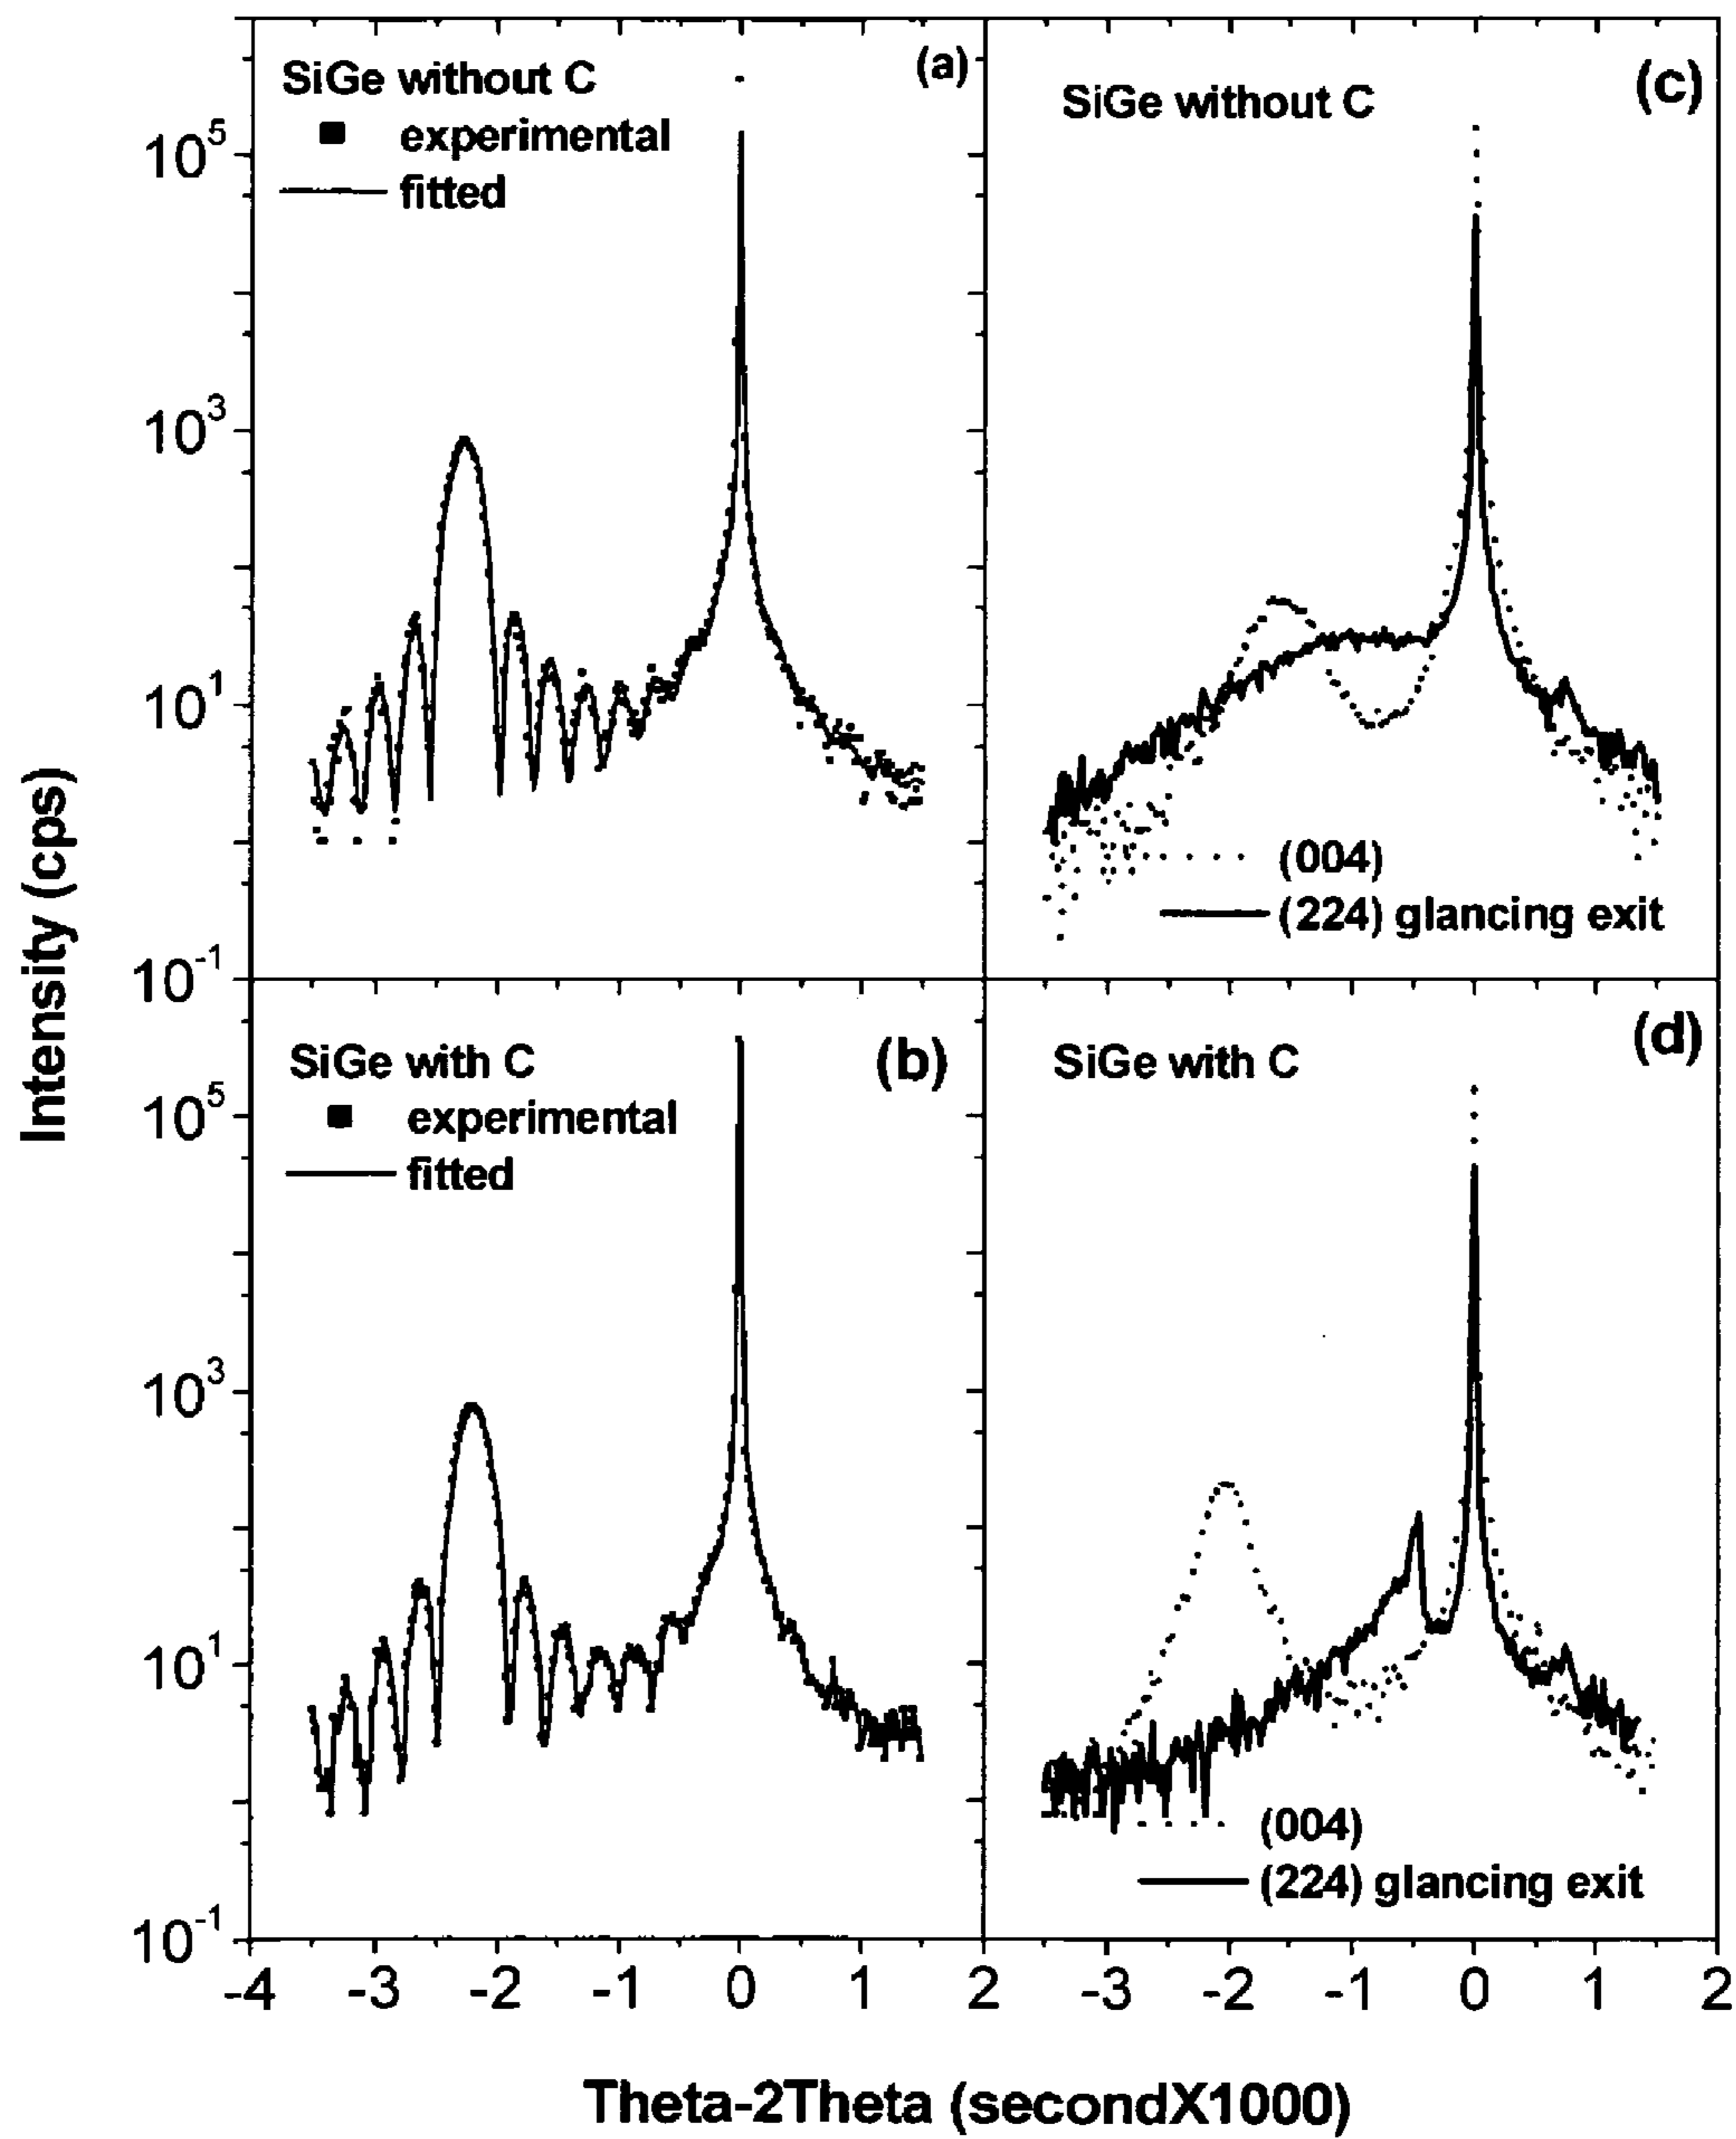 Intensity (cps)
SiGe without C
(a)
■ experimental
fitted
10^5
10^3
10^1
10^-1
SiGe without C
(c)
(004)
(224) glancing exit
SiGe with C
(b)
■ experimental
fitted
10^5
10^3
10^1
10^-1
-4 -3 -2 -1 0 1 2
SiGe with C
(d)
(004)
(224) glancing exit
-3 -2 -1 0 1 2
Theta-2Theta (secondX1000)